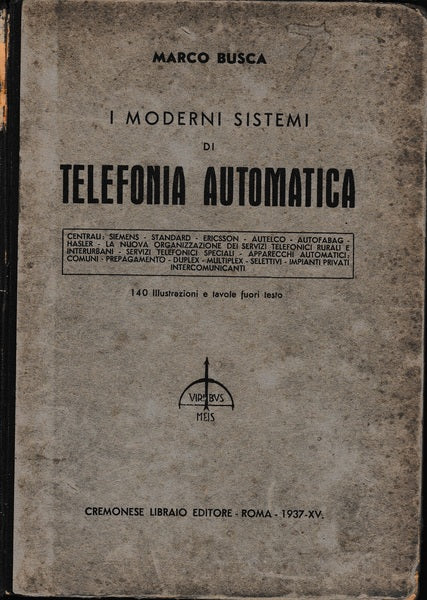 MARCO BUSCA
I MODERNI SISTEMI
DI
TELEFONIA AUTOMATICA
CENTRALI: SIEMENS - STANDARD - ERICSSON - AUTELCO - AUTOFABAG -
HASLER - LA NUOVA ORGANIZZAZIONE DEI SERVIZI TELEFONICI RURALI E
INTERURBANI - SERVIZI TELEFONICI SPECIALI - APPARECCHI AUTOMATICI:
COMUNI - PREPAGAMENTO - DUPLEX - MULTIPLEX - SELETTIVI - IMPIANTI PRIVATI
INTERCOMUNICANTI
140 Illustrazioni e tavole fuori testo
VIRIBVS
MEIS
CREMONESE LIBRAIO EDITORE - ROMA - 1937-XV.